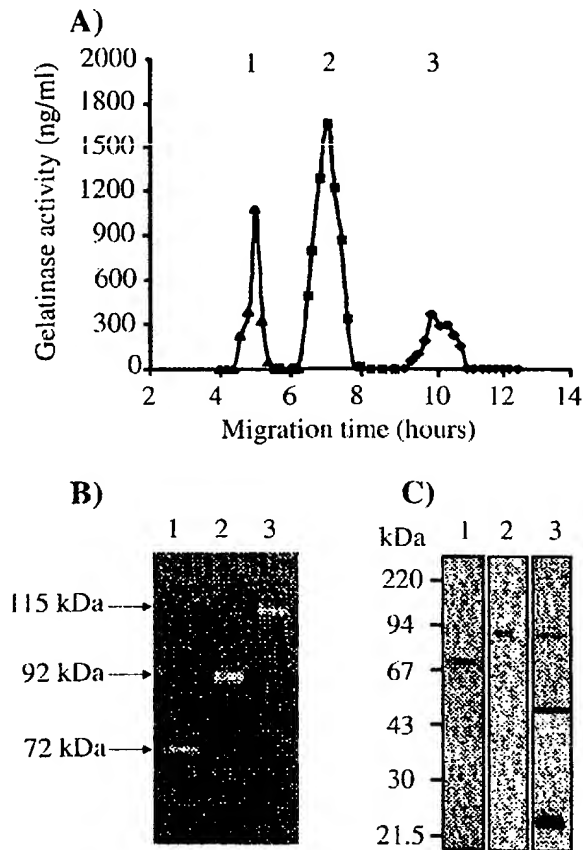 A)
1 2 3
2000
1800
1500
1200
900
600
300
0
Gelatinase activity (ng/ml)
2 4 6 8 10 12 14
Migration time (hours)
B)
1 2 3
115 kDa
92 kDa
72 kDa
C)
kDa 1 2 3
220
94
67
43
30
21.5